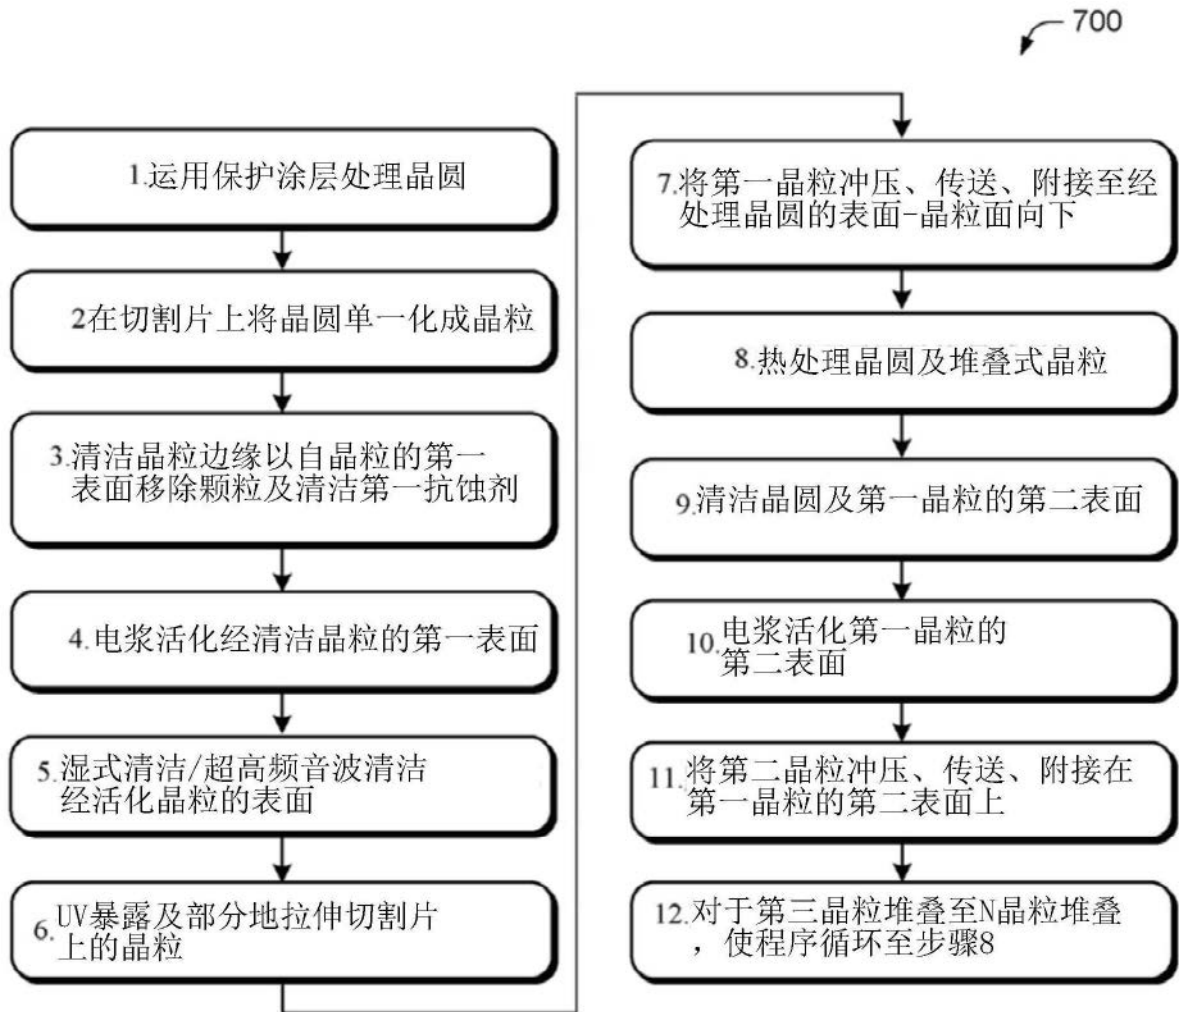 700
1.运用保护涂层处理晶圆
2在切割片上将晶圆单一化成晶粒
3.清洁晶粒边缘以自晶粒的第一
表面移除颗粒及清洁第一抗蚀剂
4.电浆活化经清洁晶粒的第一表面
5.湿式清洁/超高频音波清洁
经活化晶粒的表面
6.UV暴露及部分地拉伸切割片
上的晶粒
7.将第一晶粒冲压、传送、附接至经
处理晶圆的表面-晶粒面向下
8.热处理晶圆及堆叠式晶粒
9.清洁晶圆及第一晶粒的第二表面
10.电浆活化第一晶粒的
第二表面
11.将第二晶粒冲压、传送、附接在
第一晶粒的第二表面上
12.对于第三晶粒堆叠至N晶粒堆叠
，使程序循环至步骤8